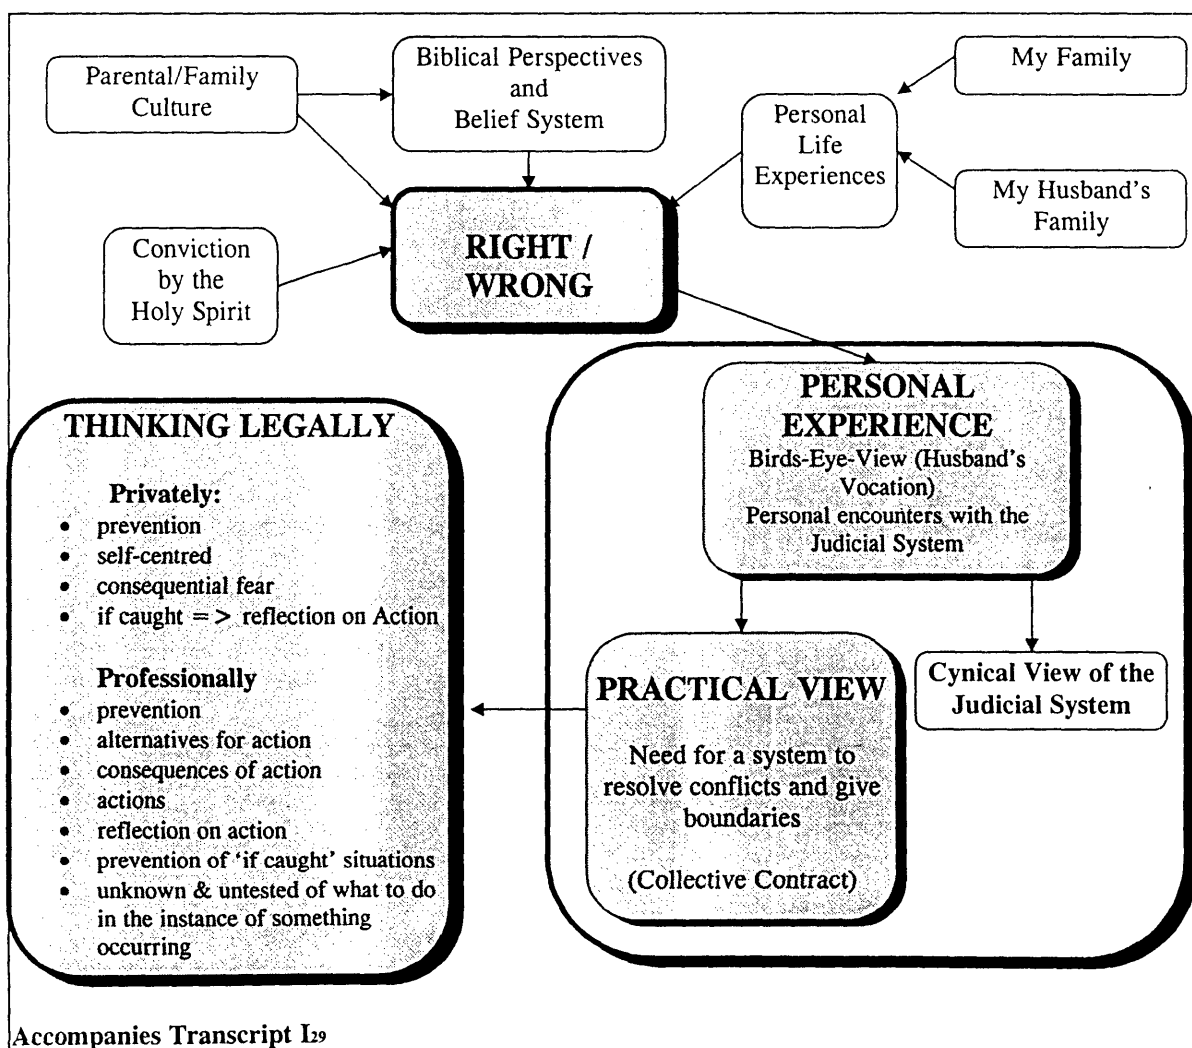 Parental/Family
Culture
Biblical Perspectives
and
Belief System
My Family
Personal
Life
Experiences
My Husband's
Family
Conviction
by the
Holy Spirit
RIGHT /
WRONG
PERSONAL
EXPERIENCE
Birds-Eye-View (Husband's
Vocation)
Personal encounters with the
Judicial System
THINKING LEGALLY
Privately:
• prevention
• self-centred
• consequential fear
• if caught = > reflection on Action
Professionally
• prevention
• alternatives for action
• consequences of action
• actions
• reflection on action
• prevention of 'if caught' situations
• unknown & untested of what to do
in the instance of something
occurring
PRACTICAL VIEW
Need for a system to
resolve conflicts and give
boundaries
(Collective Contract)
Cynical View of the
Judicial System
Accompanies Transcript I29